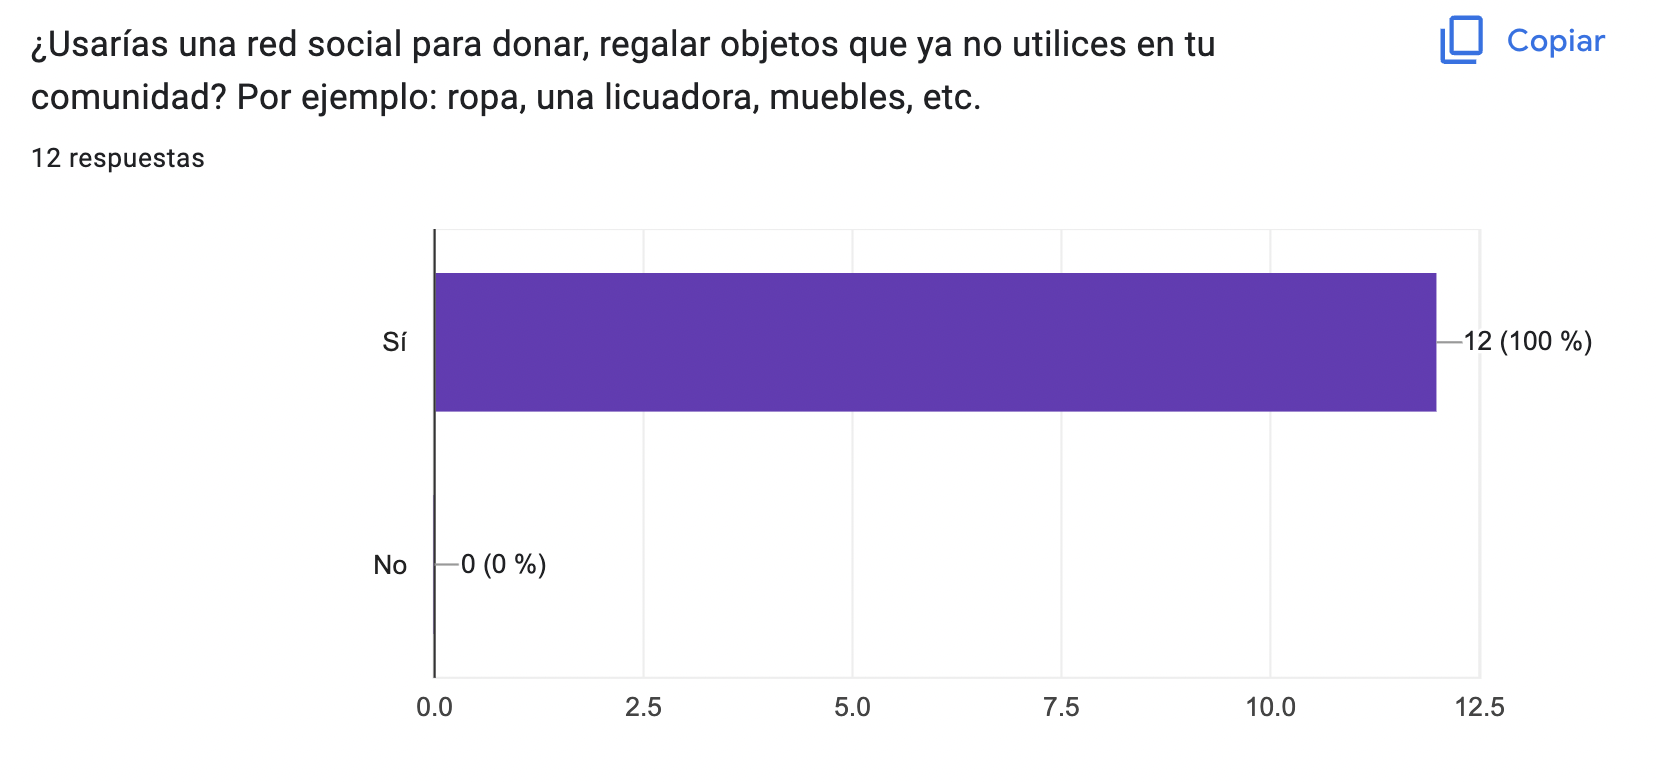 ¿Usarías una red social para donar, regalar objetos que ya no utilices en tu
comunidad? Por ejemplo: ropa, una licuadora, muebles, etc.
Copiar
12 respuestas
Sí
12 (100 %)
No
0 (0 %)
0.0 2.5 5.0 7.5 10.0 12.5